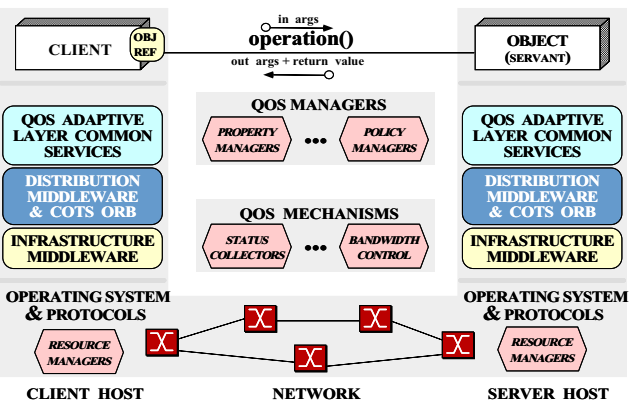 in args
OBJ
REF
CLIENT
operation()
OBJECT
(SERVANT)
out args + return value
QOS ADAPTIVE
LAYER COMMON
SERVICES
QOS MANAGERS
PROPERTY
MANAGERS
•••
POLICY
MANAGERS
QOS ADAPTIVE
LAYER COMMON
SERVICES
DISTRIBUTION
MIDDLEWARE
& COTS ORB
DISTRIBUTION
MIDDLEWARE
& COTS ORB
QOS MECHANISMS
STATUS
COLLECTORS
•••
BANDWIDTH
CONTROL
INFRASTRUCTURE
MIDDLEWARE
INFRASTRUCTURE
MIDDLEWARE
OPERATING SYSTEM
& PROTOCOLS
OPERATING SYSTEM
& PROTOCOLS
RESOURCE
MANAGERS
RESOURCE
MANAGERS
CLIENT HOST
NETWORK
SERVER HOST